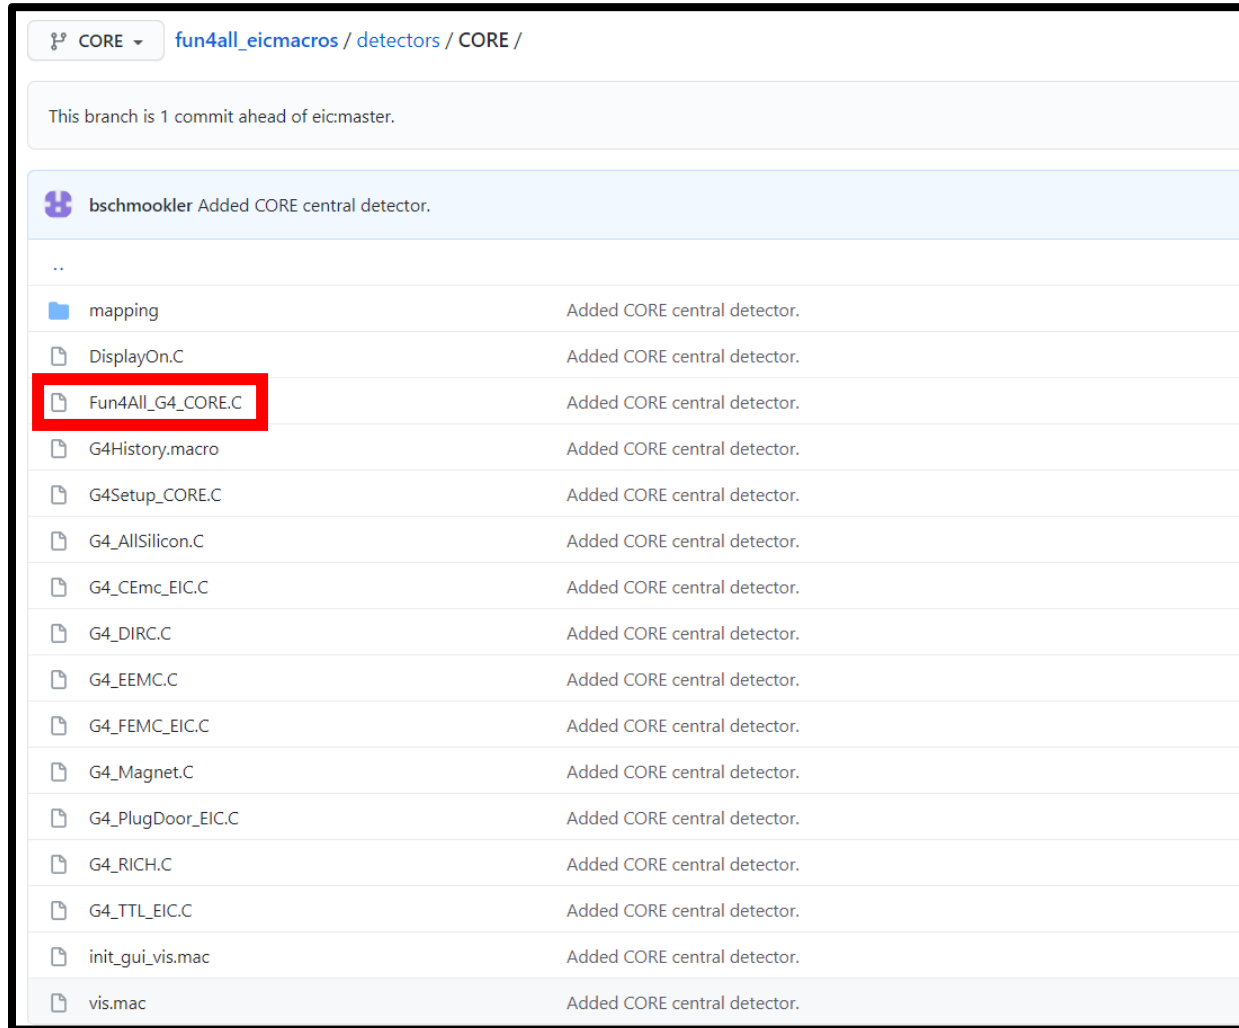 CORE fun4all_eicmacros / detectors / CORE /
This branch is 1 commit ahead of eic:master.
bschmookler Added CORE central detector.
..
mapping Added CORE central detector.
DisplayOn.C Added CORE central detector.
Fun4All_G4_CORE.C Added CORE central detector.
G4History.macro Added CORE central detector.
G4Setup_CORE.C Added CORE central detector.
G4_AllSilicon.C Added CORE central detector.
G4_CEmc_EIC.C Added CORE central detector.
G4_DIRC.C Added CORE central detector.
G4_EEMC.C Added CORE central detector.
G4_FEMC_EIC.C Added CORE central detector.
G4_Magnet.C Added CORE central detector.
G4_PlugDoor_EIC.C Added CORE central detector.
G4_RICH.C Added CORE central detector.
G4_TTL_EIC.C Added CORE central detector.
init_gui_vis.mac Added CORE central detector.
vis.mac Added CORE central detector.